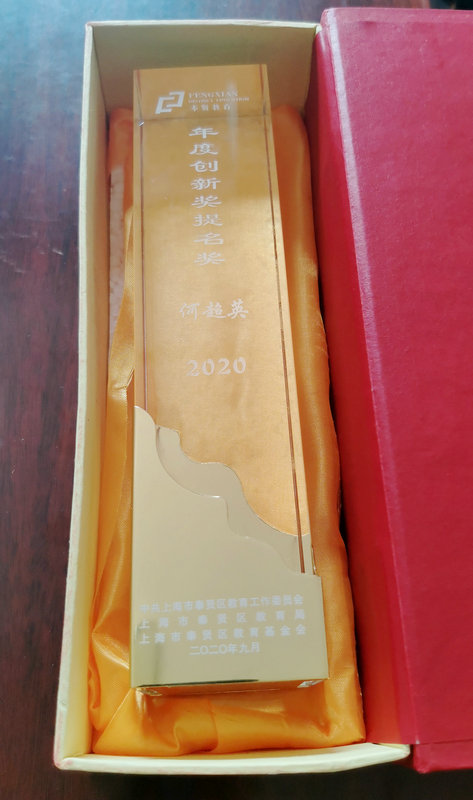 FENGXIAN
DISTRICT EDUCATION
奉贤教育
年度创新奖提名奖
何超英
2020
中共上海市奉贤区教育工作委员会
上海市奉贤区教育局
上海市奉贤区教育基金会
二〇二〇年九月